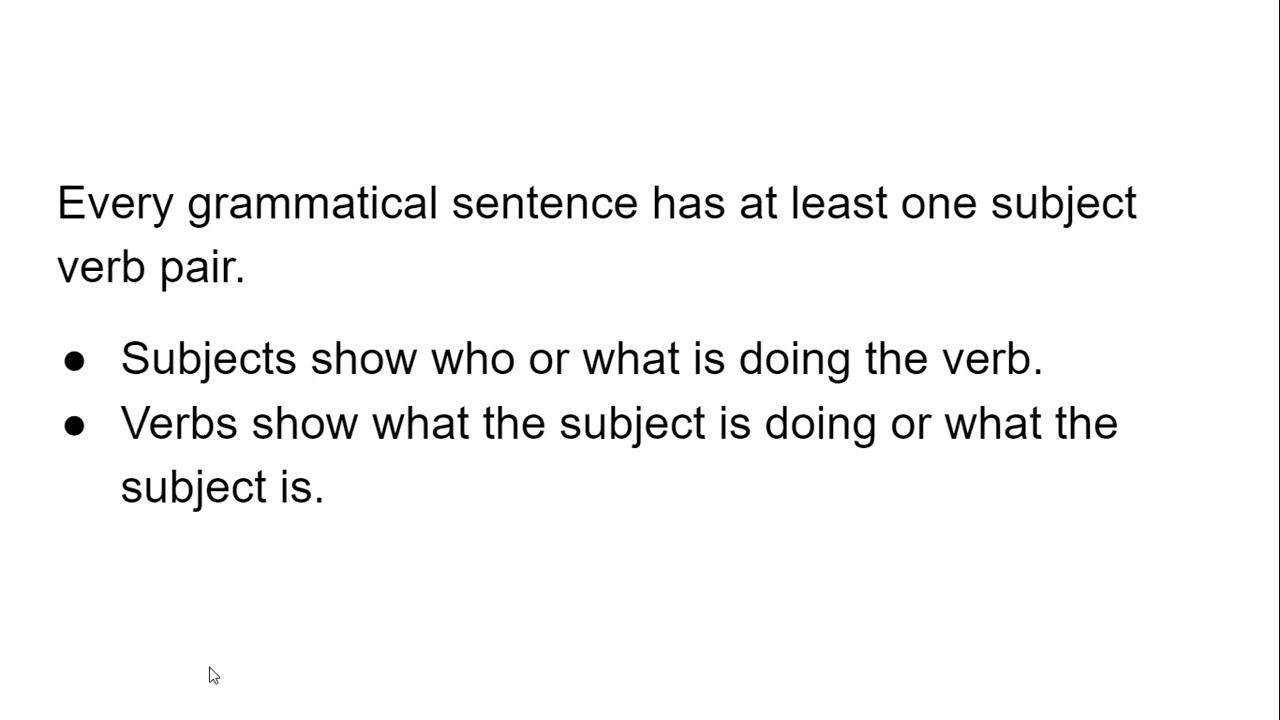 Every grammatical sentence has at least one subject
verb pair.
● Subjects show who or what is doing the verb.
● Verbs show what the subject is doing or what the
subject is.